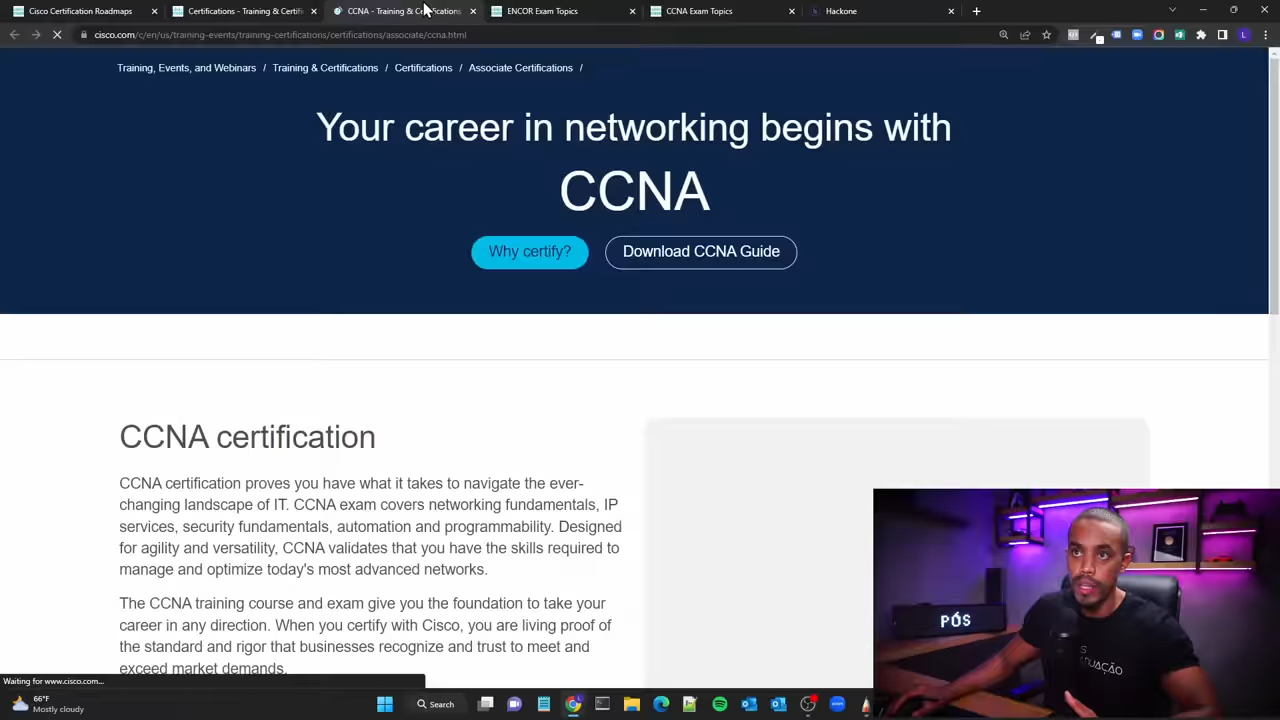 Cisco Certification Roadmaps
Certifications - Training & Certifi
CCNA - Training & Certifications
ENCOR Exam Topics
CCNA Exam Topics
Hackone
cisco.com/c/en/us/training-events/training-certifications/certifications/associate/ccna.html
Training, Events, and Webinars / Training & Certifications / Certifications / Associate Certifications /
Your career in networking begins with
CCNA
Why certify?
Download CCNA Guide
CCNA certification
CCNA certification proves you have what it takes to navigate the ever-
changing landscape of IT. CCNA exam covers networking fundamentals, IP
services, security fundamentals, automation and programmability. Designed
for agility and versatility, CCNA validates that you have the skills required to
manage and optimize today's most advanced networks.
The CCNA training course and exam give you the foundation to take your
career in any direction. When you certify with Cisco, you are living proof of
the standard and rigor that businesses recognize and trust to meet and
exceed market demands.
PÓS
Waiting for www.cisco.com...
66°F
Mostly cloudy
Search